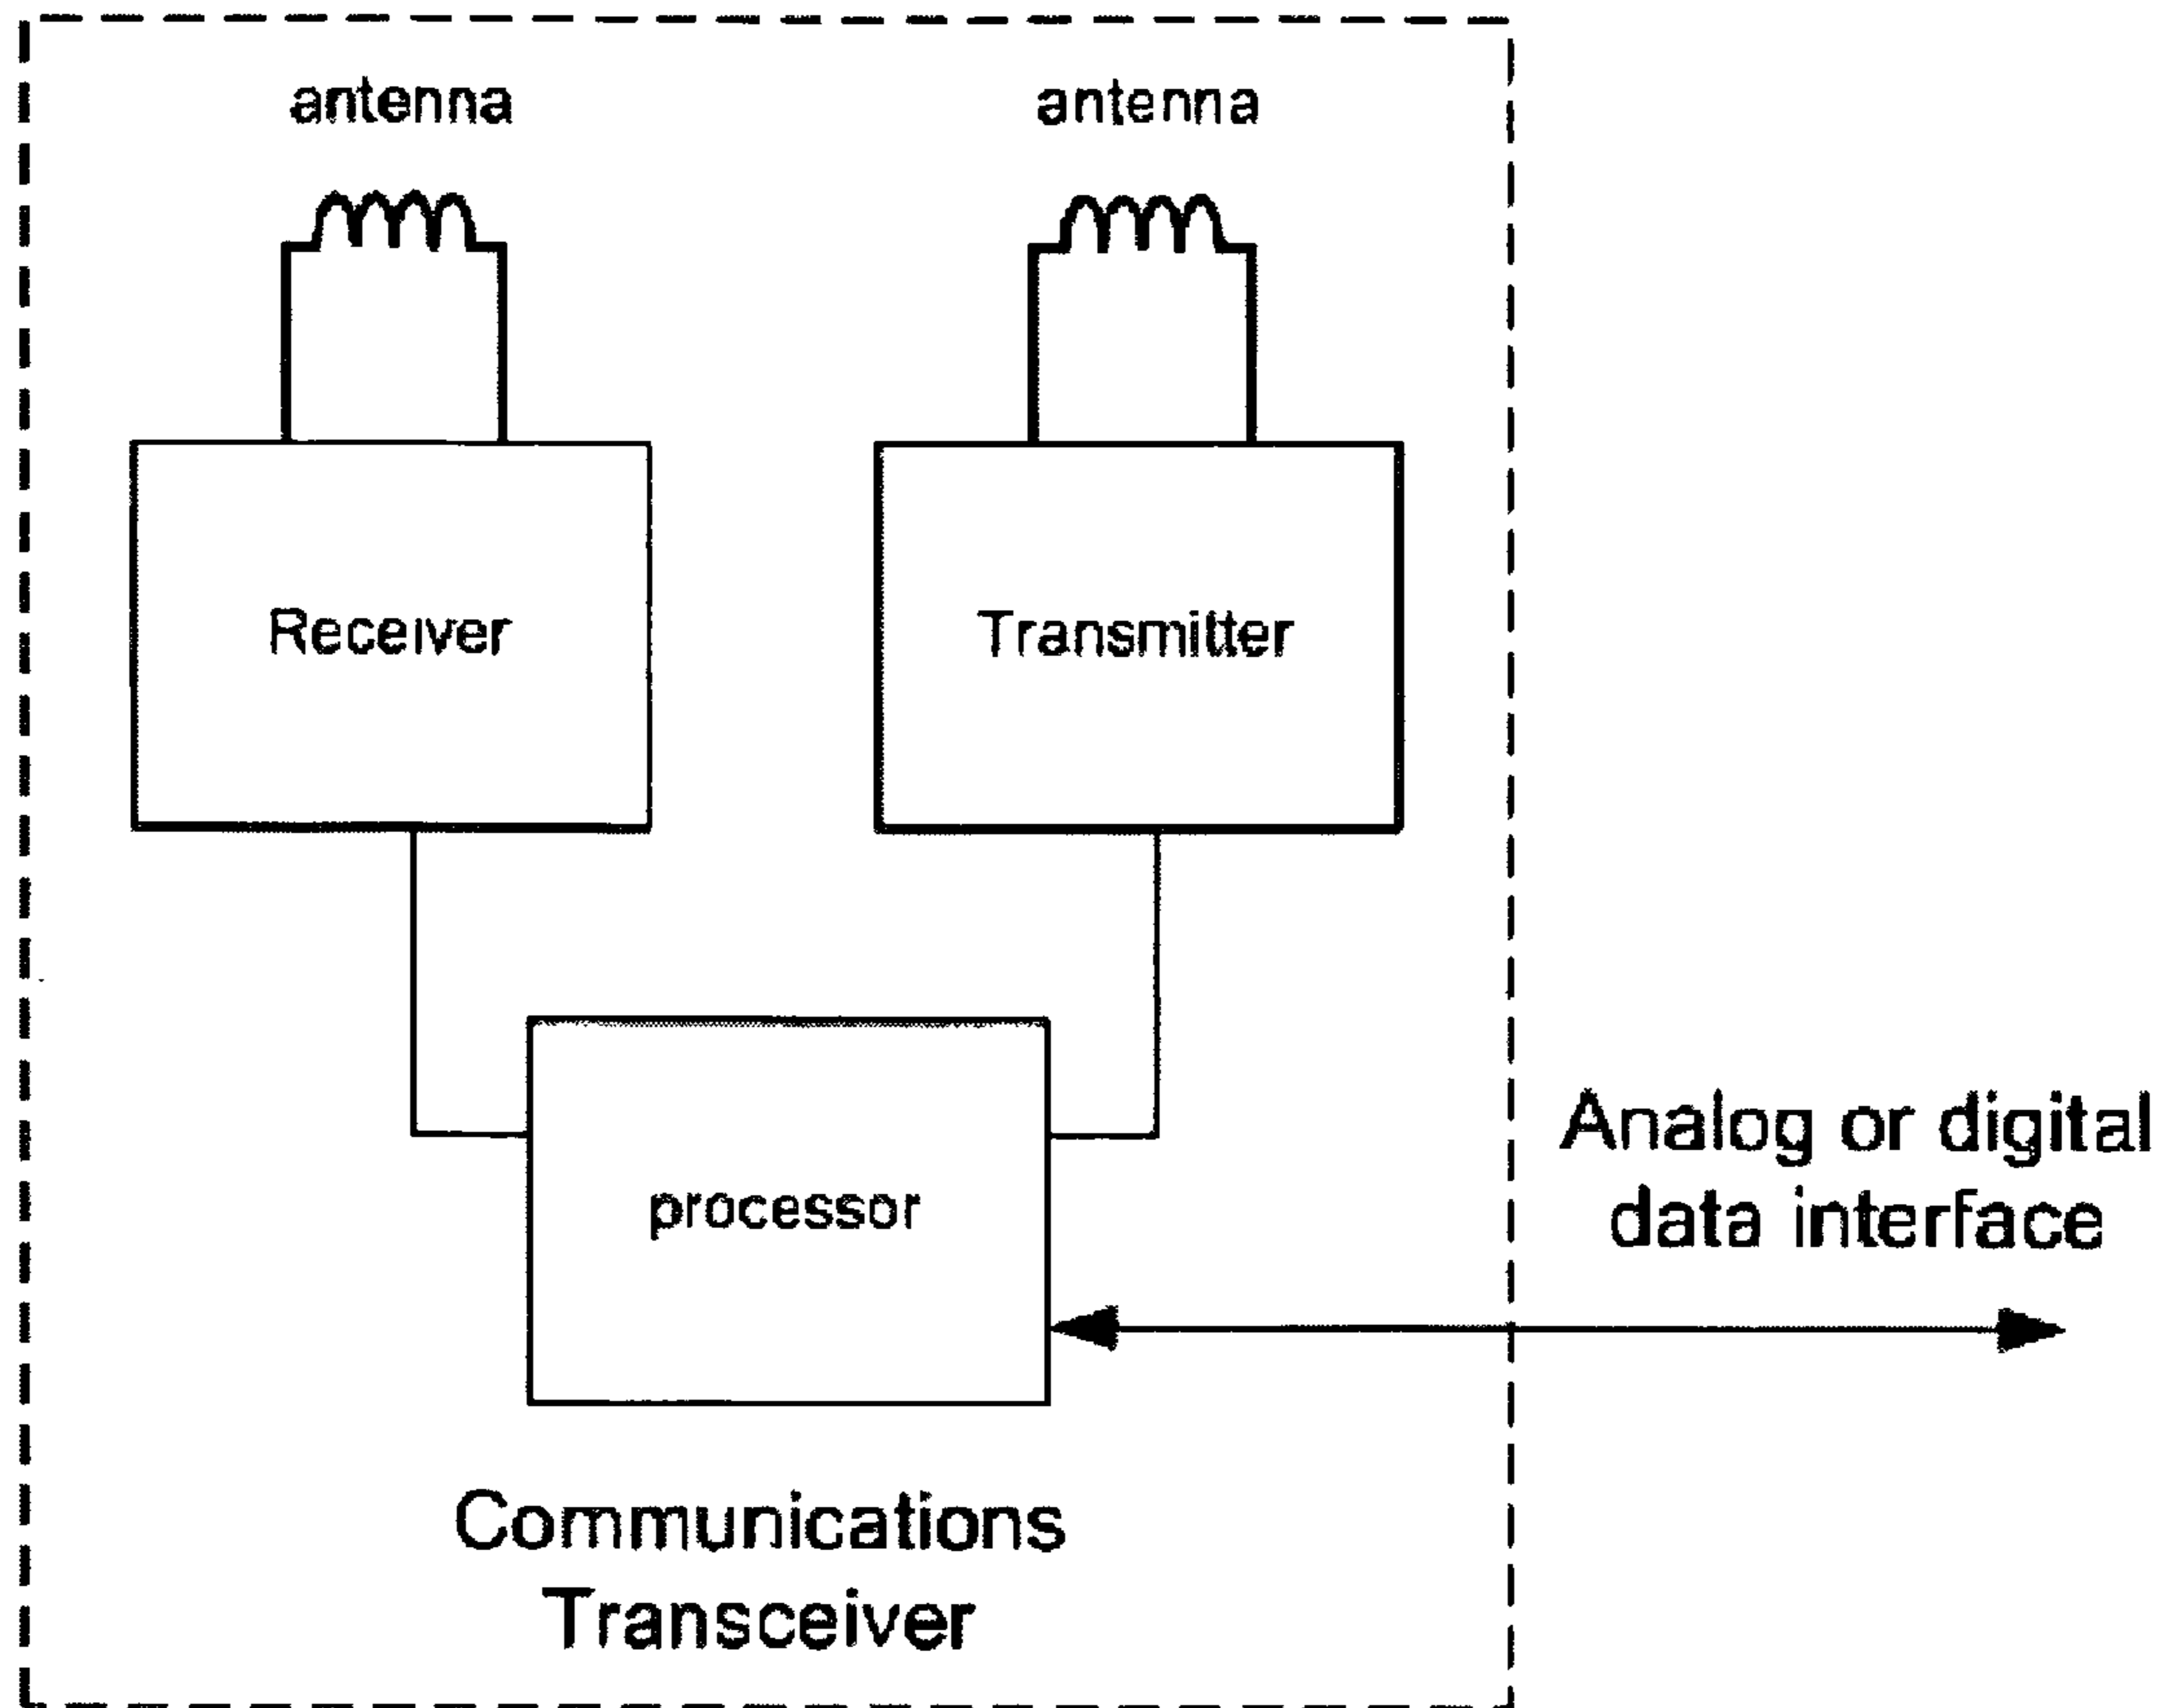 antenna
antenna
Receiver
Transmitter
processor
Analog or digital
data interface
Communications
Transceiver